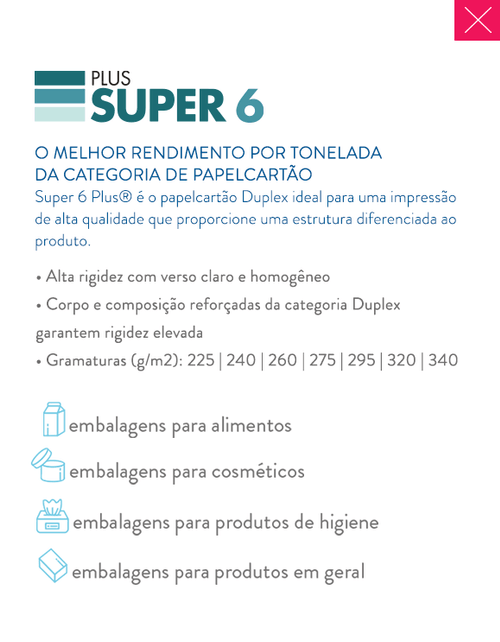 PLUS
SUPER 6
O MELHOR RENDIMENTO POR TONELADA
DA CATEGORIA DE PAPELCARTÃO
Super 6 Plus® é o papelcartão Duplex ideal para uma impressão
de alta qualidade que proporcione uma estrutura diferenciada ao
produto.
• Alta rigidez com verso claro e homogêneo
• Corpo e composição reforçadas da categoria Duplex
garantem rigidez elevada
• Gramaturas (g/m2): 225 | 240 | 260 | 275 | 295 | 320 | 340
embalagens para alimentos
embalagens para cosméticos
embalagens para produtos de higiene
embalagens para produtos em geral